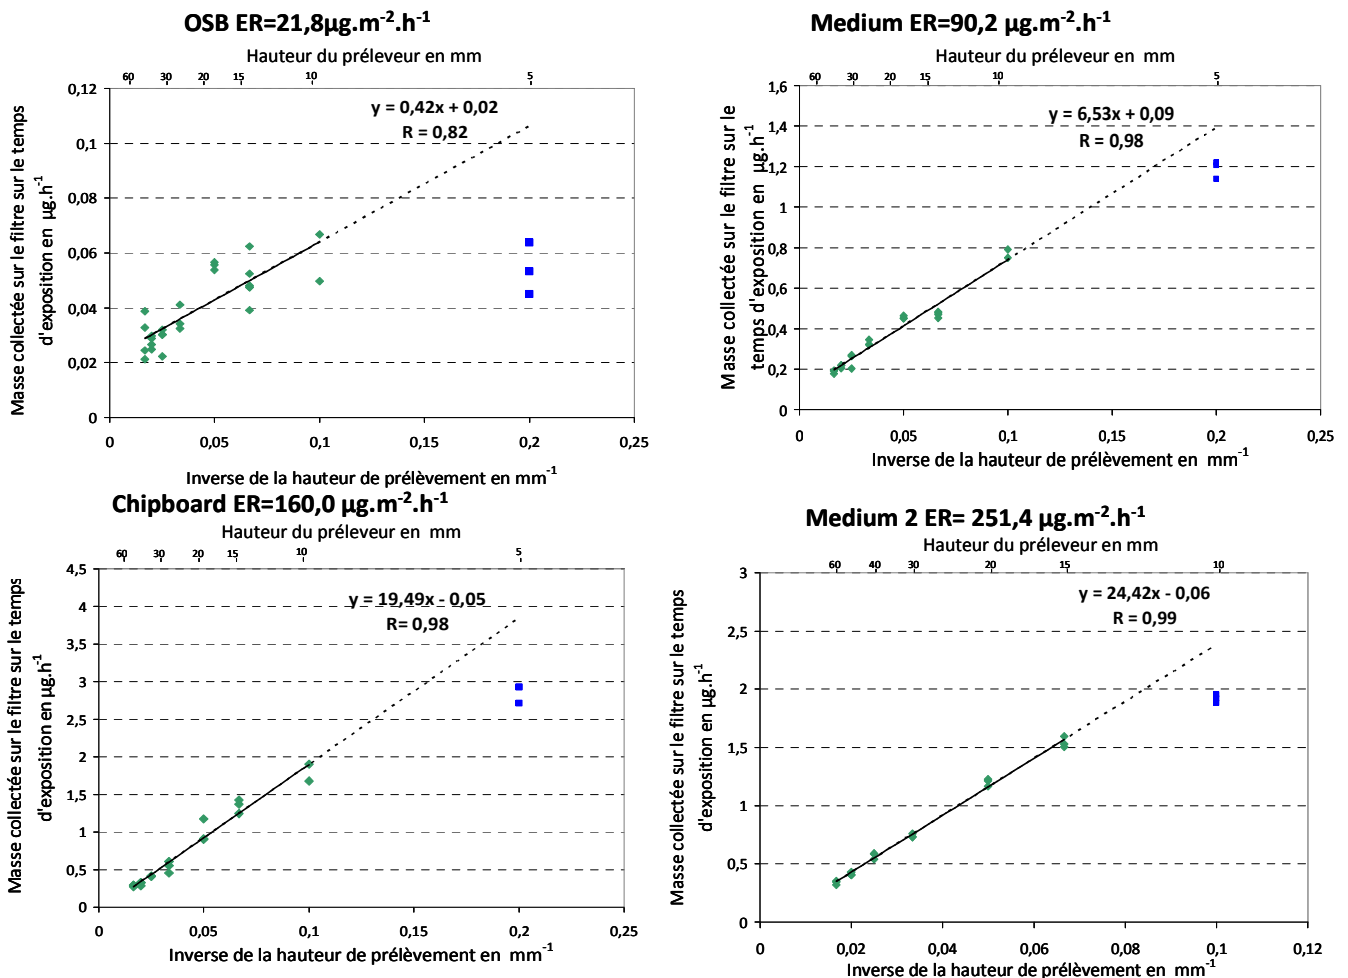 OSB ER=21,8µg.m-2.h-1
Hauteur du préleveur en mm
60 30 20 15 10 5
Masse collectée sur le filtre sur le temps
d'exposition en µg.h-1
0,12
0,1
0,08
0,06
0,04
0,02
0
y = 0,42x + 0,02
R = 0,82
0 0,05 0,1 0,15 0,2 0,25
Inverse de la hauteur de prélèvement en mm-1
Medium ER=90,2 µg.m-2.h-1
Hauteur du préleveur en mm
60 30 20 15 10 5
Masse collectée sur le filtre sur le
temps d'exposition en µg.h-1
1,6
1,4
1,2
1
0,8
0,6
0,4
0,2
0
y = 6,53x + 0,09
R = 0,98
0 0,05 0,1 0,15 0,2 0,25
Inverse de la hauteur de prélèvement en mm-1
Chipboard ER=160,0 µg.m-2.h-1
Hauteur du préleveur en mm
60 30 20 15 10 5
Masse collectée sur le filtre sur le temps
d'exposition en µg.h-1
4,5
4
3,5
3
2,5
2
1,5
1
0,5
0
y = 19,49x - 0,05
R= 0,98
0 0,05 0,1 0,15 0,2 0,25
Inverse de la hauteur de prélèvement en mm-1
Medium 2 ER= 251,4 µg.m-2.h-1
Hauteur du préleveur en mm
60 40 30 20 15 10
Masse collectée sur le filtre sur le temps
d'exposition en µg.h-1
3
2,5
2
1,5
1
0,5
0
y = 24,42x - 0,06
R = 0,99
0 0,02 0,04 0,06 0,08 0,1 0,12
Inverse de la hauteur de prélèvement en mm-1